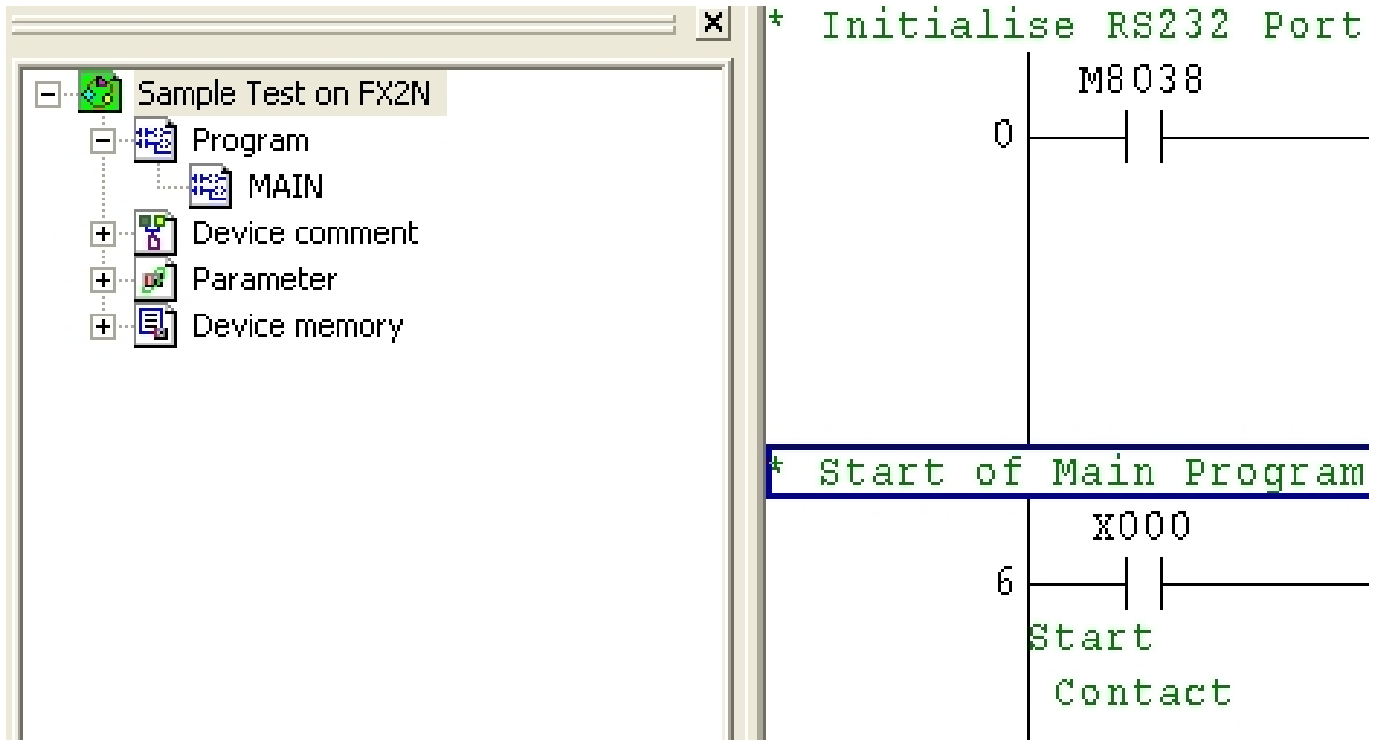 Sample Test on FX2N
Program
MAIN
Device comment
Parameter
Device memory
* Initialise RS232 Port
M8038
0
* Start of Main Program
X000
6
Start
Contact